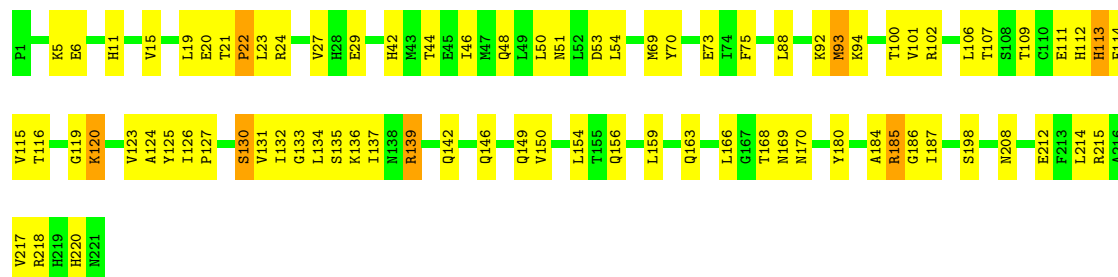 P1 K5 E6 H11 V15 L19 E20 T21 P22 L23 R24 V27 H28 E29 H42 M43 T44 E45 I46 M47 Q48 L49 L50 N51 L52 D53 L54 M69 Y70 E73 I74 F75 L88 K92 M93 K94 T100 V101 R102 L106 T107 S108 T109 C110 E111 H112 H113
V115 T116 G119 K120 V123 A124 Y125 I126 P127 S130 V131 I132 G133 L134 S135 K136 I137 N138 R139 Q142 Q146 Q149 V150 L154 T155 Q156 L159 Q163 L166 G167 T168 N169 N170 Y180 A184 R185 G186 I187 S198 N208 E212 F213 L214 R215 A216
V217 R218 H219 H220 N221